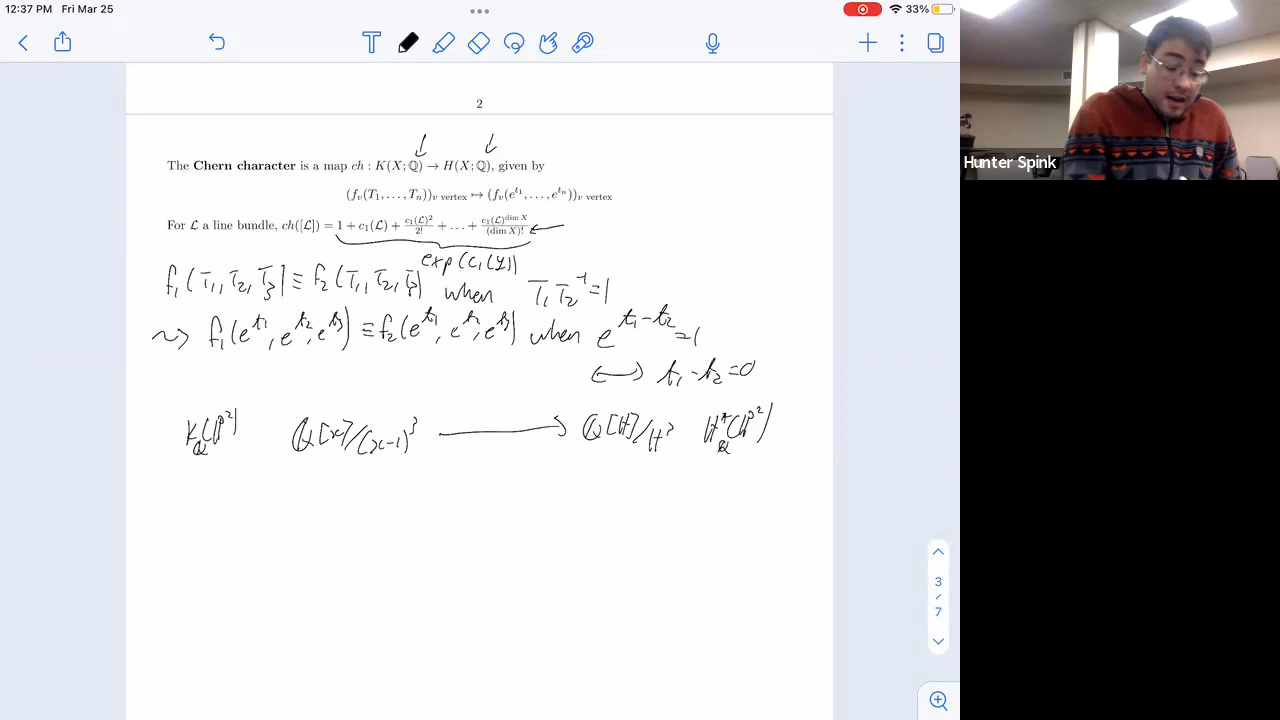 12:37 PM Fri Mar 25
33%
2
The Chern character is a map ch : K(X; ℚ) → H(X; ℚ), given by
(f_v(T_1, …, T_n))_{v vertex} ↦ (f_v(e^{t_1}, …, e^{t_n}))_{v vertex}
For ℒ a line bundle, ch([ℒ]) = 1 + c_1(ℒ) + \frac{c_1(ℒ)^2}{2!} + … + \frac{c_1(ℒ)^{dim X}}{(dim X)!}
exp(c_1(ℒ))
f_1(T_1, T_2, T_3) ≡ f_2(T_1, T_2, T_3) when T_1 T_2^{-1} = 1
⇝ f_1(e^{t_1}, e^{t_2}, e^{t_3}) ≡ f_2(e^{t_1}, e^{t_2}, e^{t_3}) when e^{t_1 - t_2} = 1
⟷ t_1 - t_2 = 0
K_ℚ(ℙ^2) ℚ[x]/(x-1)^3 ⟶ ℚ[H]/H^3 H^*_ℚ(ℙ^2)
3
7
Hunter Spink